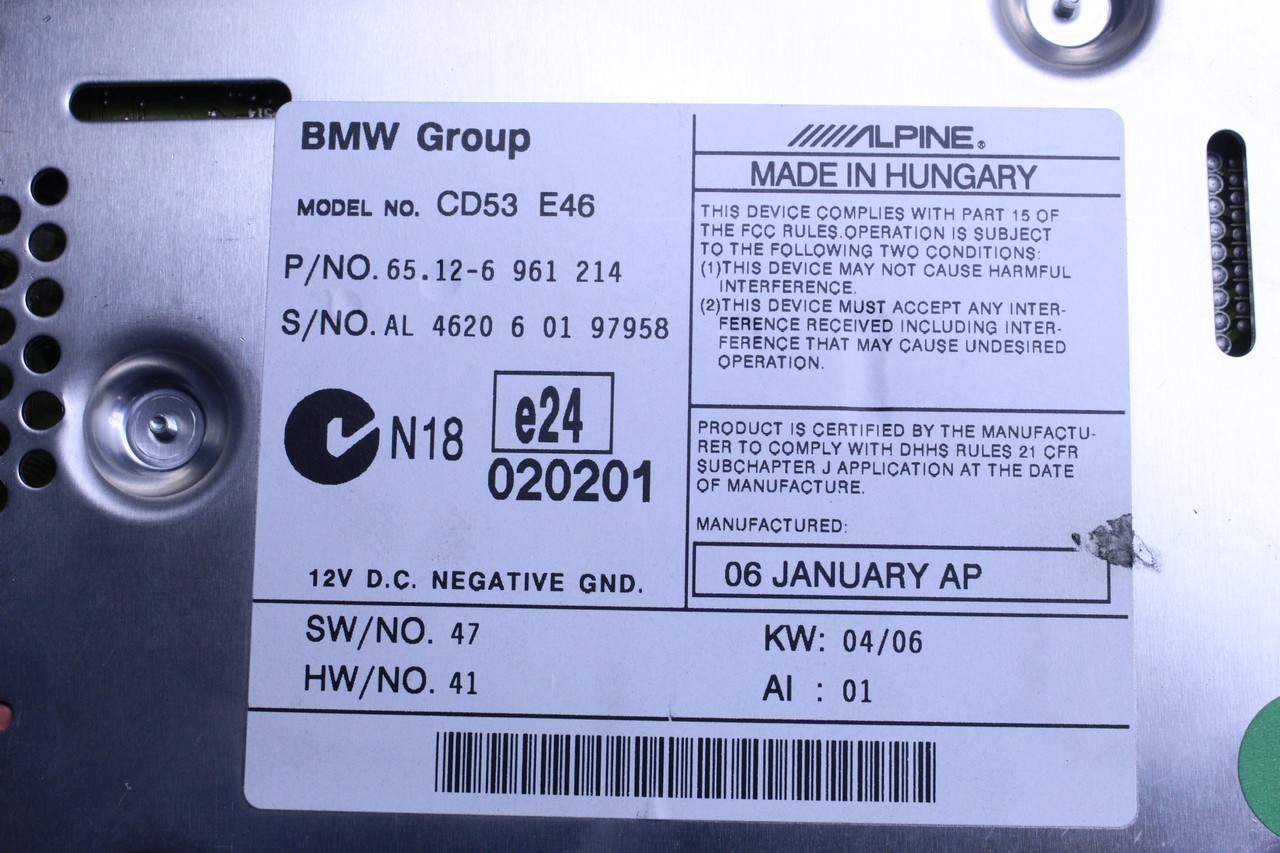 514
BMW Group
MODEL NO. CD53 E46
P/NO. 65.12-6 961 214
S/NO. AL 4620 6 01 97958
N18
e24
020201
12V D.C. NEGATIVE GND.
ALPINE®
MADE IN HUNGARY
THIS DEVICE COMPLIES WITH PART 15 OF
THE FCC RULES.OPERATION IS SUBJECT
TO THE FOLLOWING TWO CONDITIONS:
(1)THIS DEVICE MAY NOT CAUSE HARMFUL
INTERFERENCE.
(2)THIS DEVICE MUST ACCEPT ANY INTER-
FERENCE RECEIVED INCLUDING INTER-
FERENCE THAT MAY CAUSE UNDESIRED
OPERATION.
PRODUCT IS CERTIFIED BY THE MANUFACTU-
RER TO COMPLY WITH DHHS RULES 21 CFR
SUBCHAPTER J APPLICATION AT THE DATE
OF MANUFACTURE.
MANUFACTURED:
06 JANUARY AP
SW/NO. 47
KW: 04/06
HW/NO. 41
AI : 01